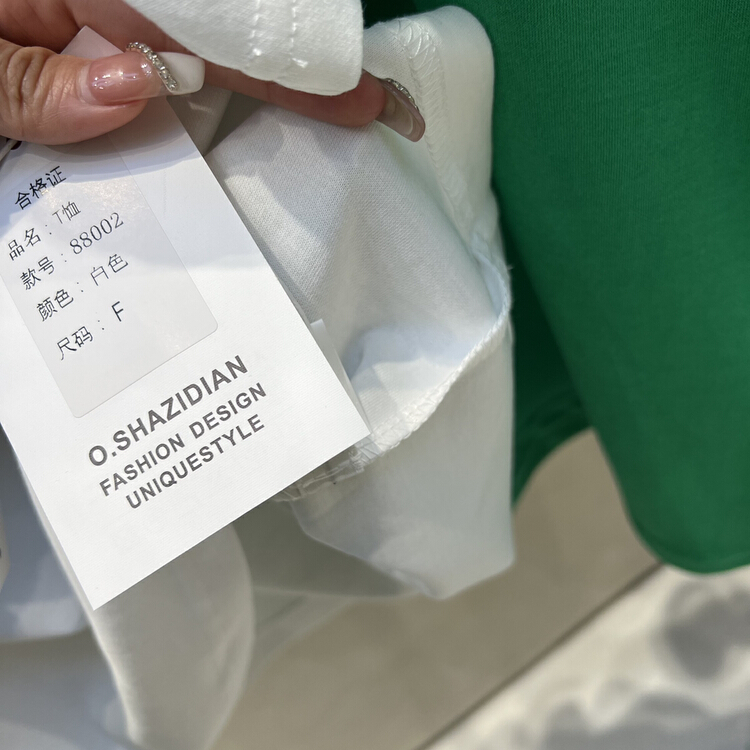 合格证
品名：T恤
款号：88002
颜色：白色
尺码：F
O.SHAZIDIAN
FASHION DESIGN
UNIQUESTYLE